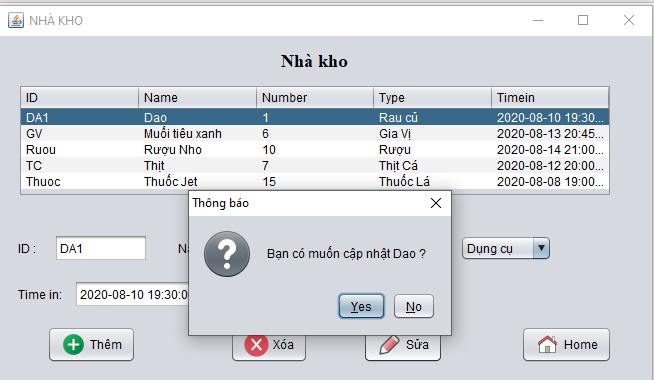 NHÀ KHO
Nhà kho
ID Name Number Type Timein
DA1 Dao 1 Rau củ 2020-08-10 19:30...
GV Muối tiêu xanh 6 Gia Vị 2020-08-13 20:45...
Ruou Rượu Nho 10 Rượu 2020-08-14 21:00...
TC Thịt 7 Thịt Cá 2020-08-12 20:00...
Thuoc Thuốc Jet 15 Thuốc Lá 2020-08-08 19:00...
Thông báo
Bạn có muốn cập nhật Dao ?
Yes No
ID : DA1 Dụng cụ
Time in: 2020-08-10 19:30:0
Thêm Xóa Sửa Home